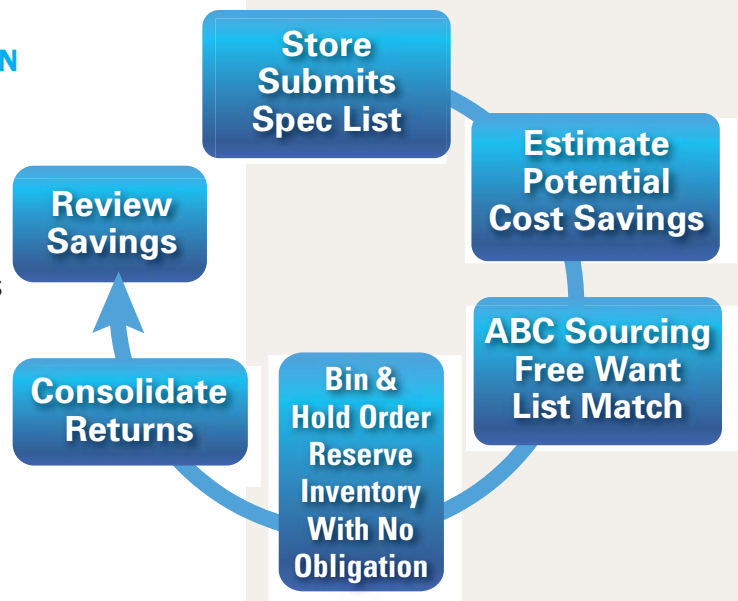 N
Store
Submits
Spec List
Estimate
Potential
Cost Savings
ABC Sourcing
Free Want
List Match
Bin &
Hold Order
Reserve
Inventory
With No
Obligation
Consolidate
Returns
Review
Savings
s